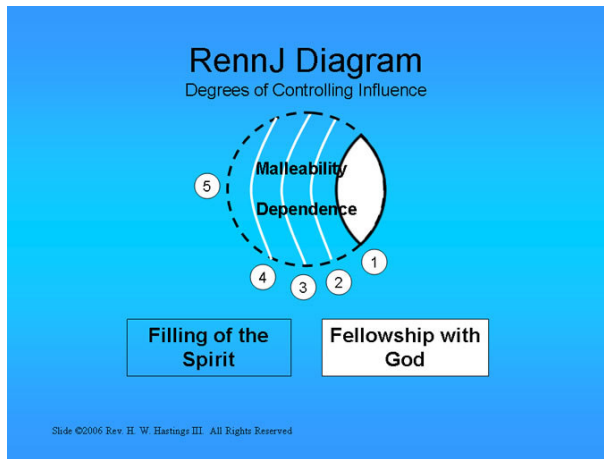 RennJ Diagram
Degrees of Controlling Influence
Malleability
5
Dependence
1
4
3
2
Filling of the
Spirit
Fellowship with
God
Slide ©2006 Rev. H. W. Hastings III.  All Rights Reserved